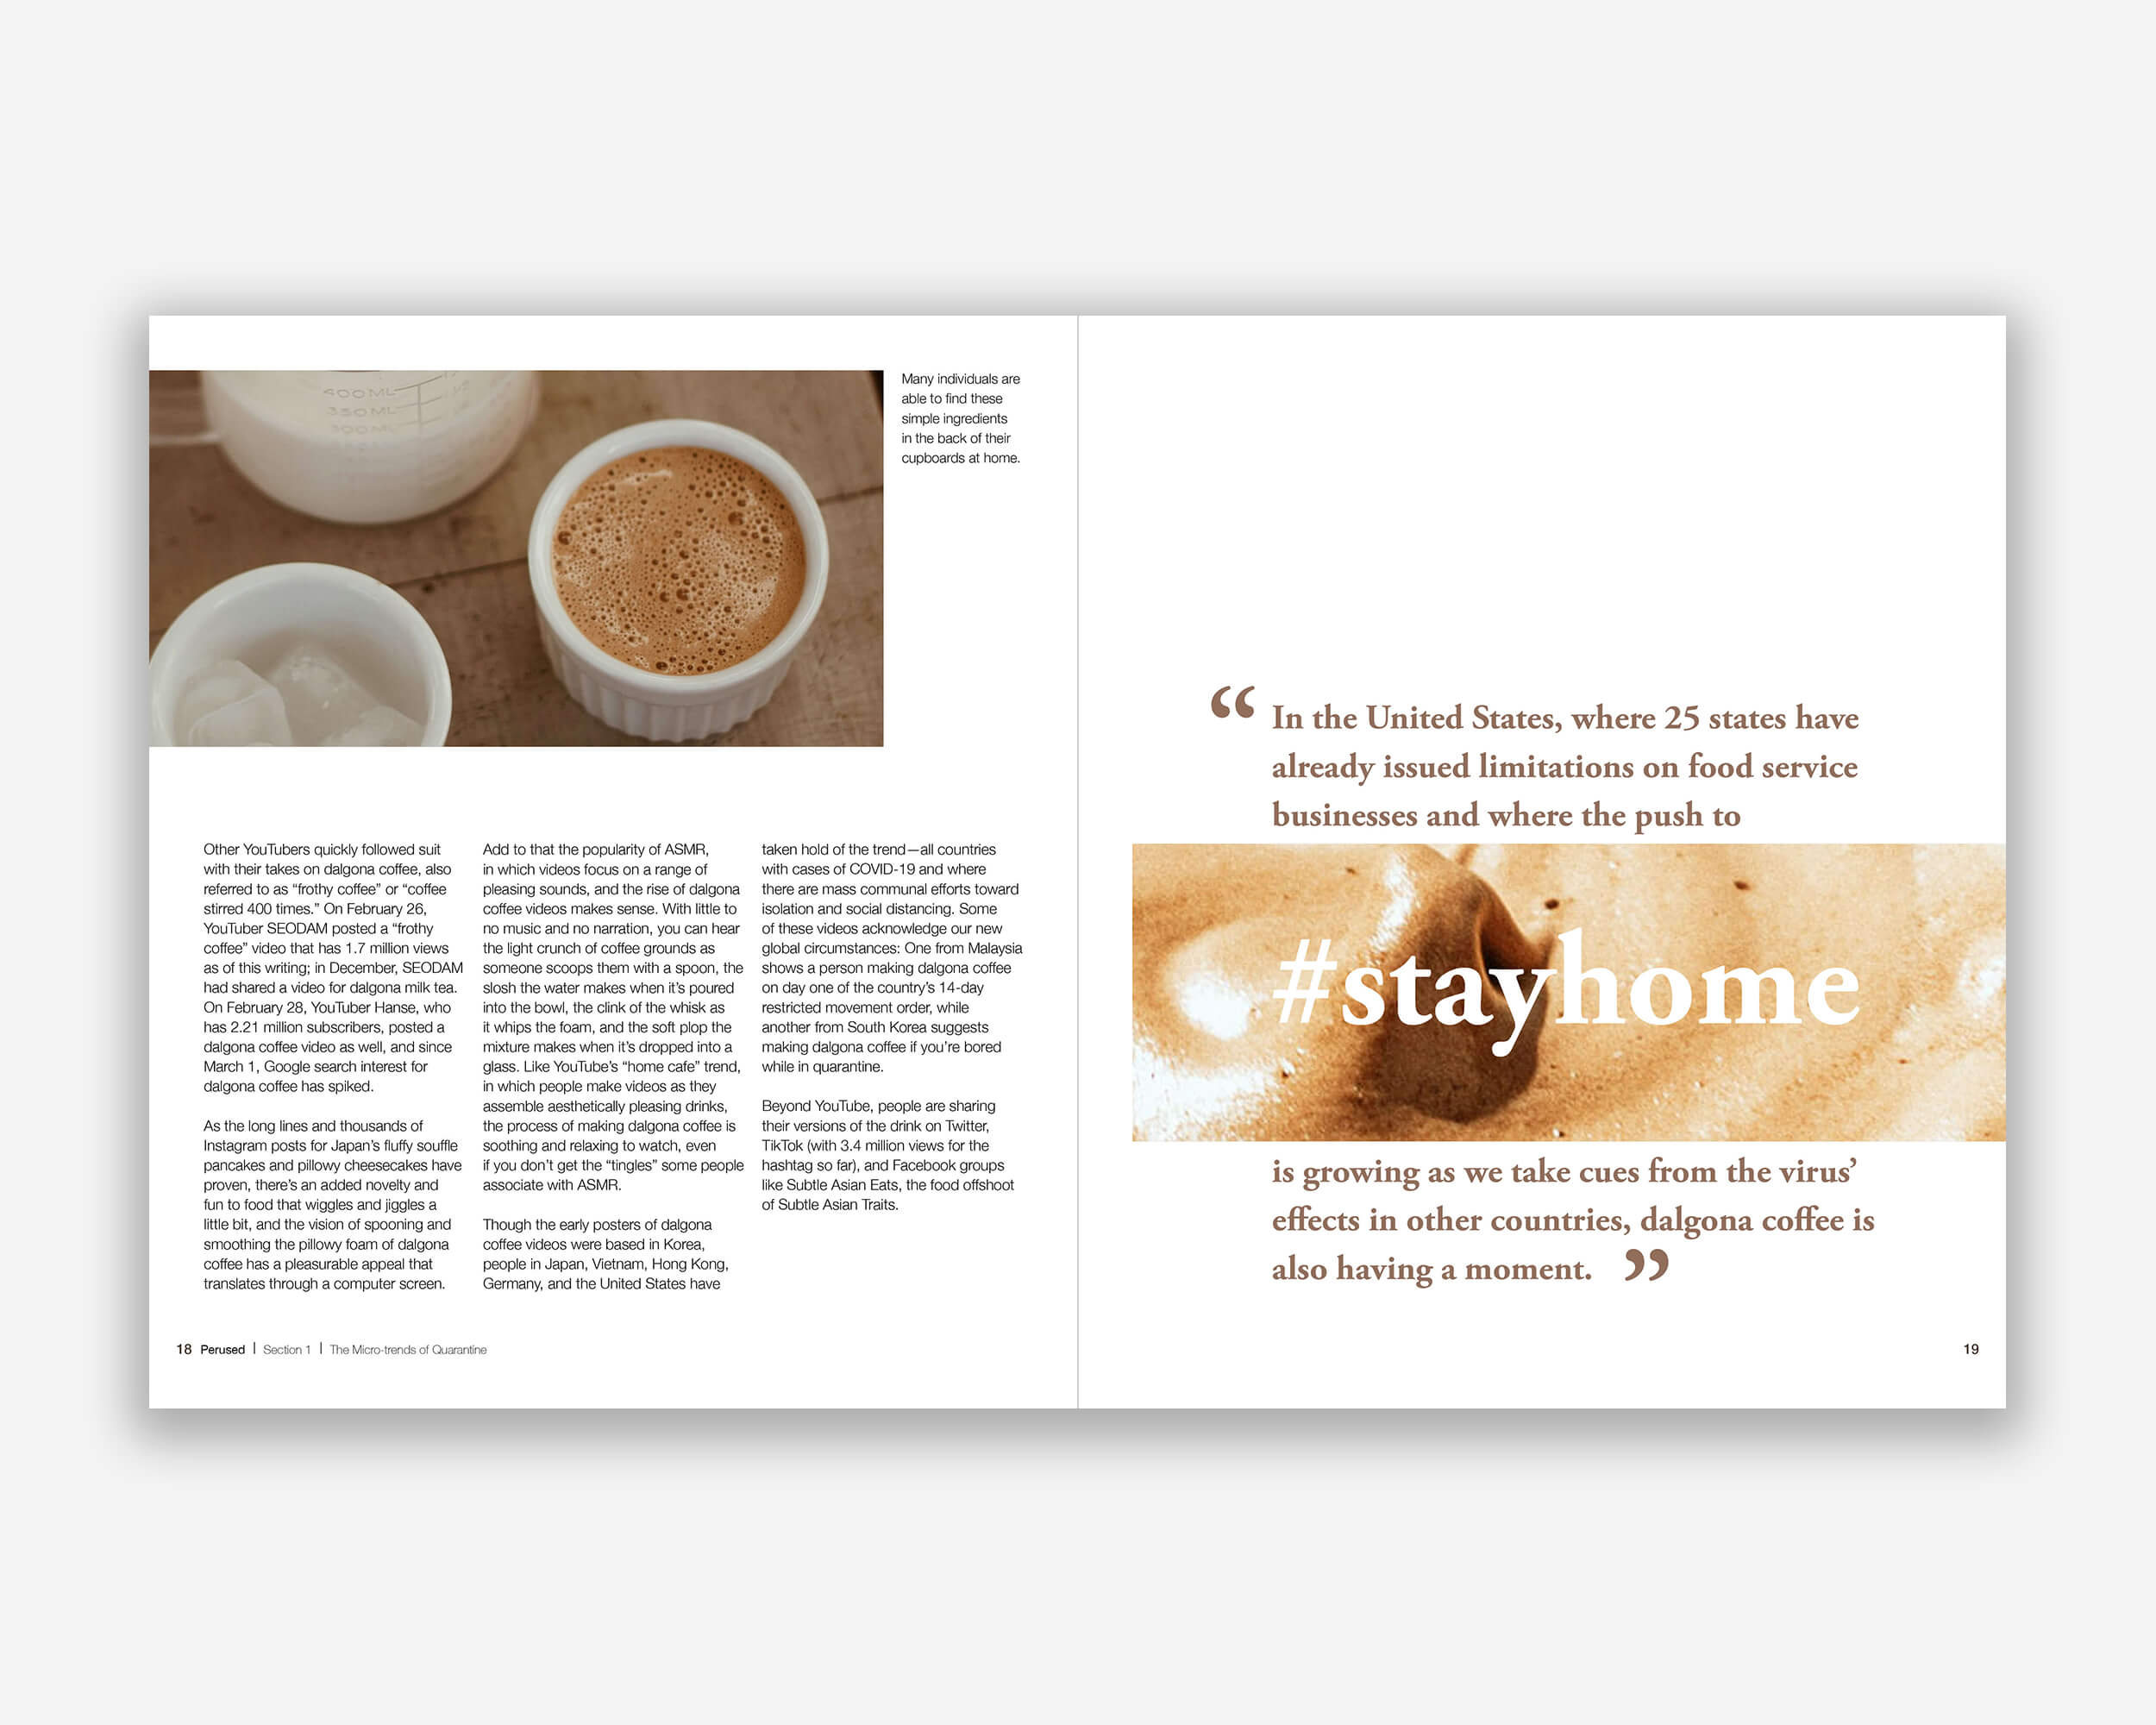 400ML
350ML
300ML
Many individuals are
able to find these
simple ingredients
in the back of their
cupboards at home.
Other YouTubers quickly followed suit
with their takes on dalgona coffee, also
referred to as “frothy coffee” or “coffee
stirred 400 times.” On February 26,
YouTuber SEODAM posted a “frothy
coffee” video that has 1.7 million views
as of this writing; in December, SEODAM
had shared a video for dalgona milk tea.
On February 28, YouTuber Hanse, who
has 2.21 million subscribers, posted a
dalgona coffee video as well, and since
March 1, Google search interest for
dalgona coffee has spiked.
As the long lines and thousands of
Instagram posts for Japan’s fluffy souffle
pancakes and pillowy cheesecakes have
proven, there’s an added novelty and
fun to food that wiggles and jiggles a
little bit, and the vision of spooning and
smoothing the pillowy foam of dalgona
coffee has a pleasurable appeal that
translates through a computer screen.
Add to that the popularity of ASMR,
in which videos focus on a range of
pleasing sounds, and the rise of dalgona
coffee videos makes sense. With little to
no music and no narration, you can hear
the light crunch of coffee grounds as
someone scoops them with a spoon, the
slosh the water makes when it’s poured
into the bowl, the clink of the whisk as
it whips the foam, and the soft plop the
mixture makes when it’s dropped into a
glass. Like YouTube’s “home cafe” trend,
in which people make videos as they
assemble aesthetically pleasing drinks,
the process of making dalgona coffee is
soothing and relaxing to watch, even
if you don’t get the “tingles” some people
associate with ASMR.
Though the early posters of dalgona
coffee videos were based in Korea,
people in Japan, Vietnam, Hong Kong,
Germany, and the United States have
taken hold of the trend—all countries
with cases of COVID-19 and where
there are mass communal efforts toward
isolation and social distancing. Some
of these videos acknowledge our new
global circumstances: One from Malaysia
shows a person making dalgona coffee
on day one of the country’s 14-day
restricted movement order, while
another from South Korea suggests
making dalgona coffee if you’re bored
while in quarantine.
Beyond YouTube, people are sharing
their versions of the drink on Twitter,
TikTok (with 3.4 million views for the
hashtag so far), and Facebook groups
like Subtle Asian Eats, the food offshoot
of Subtle Asian Traits.
18 Perused | Section 1 | The Micro-trends of Quarantine
“ In the United States, where 25 states have
already issued limitations on food service
businesses and where the push to
#stayhome
is growing as we take cues from the virus’
effects in other countries, dalgona coffee is
also having a moment. ”
19